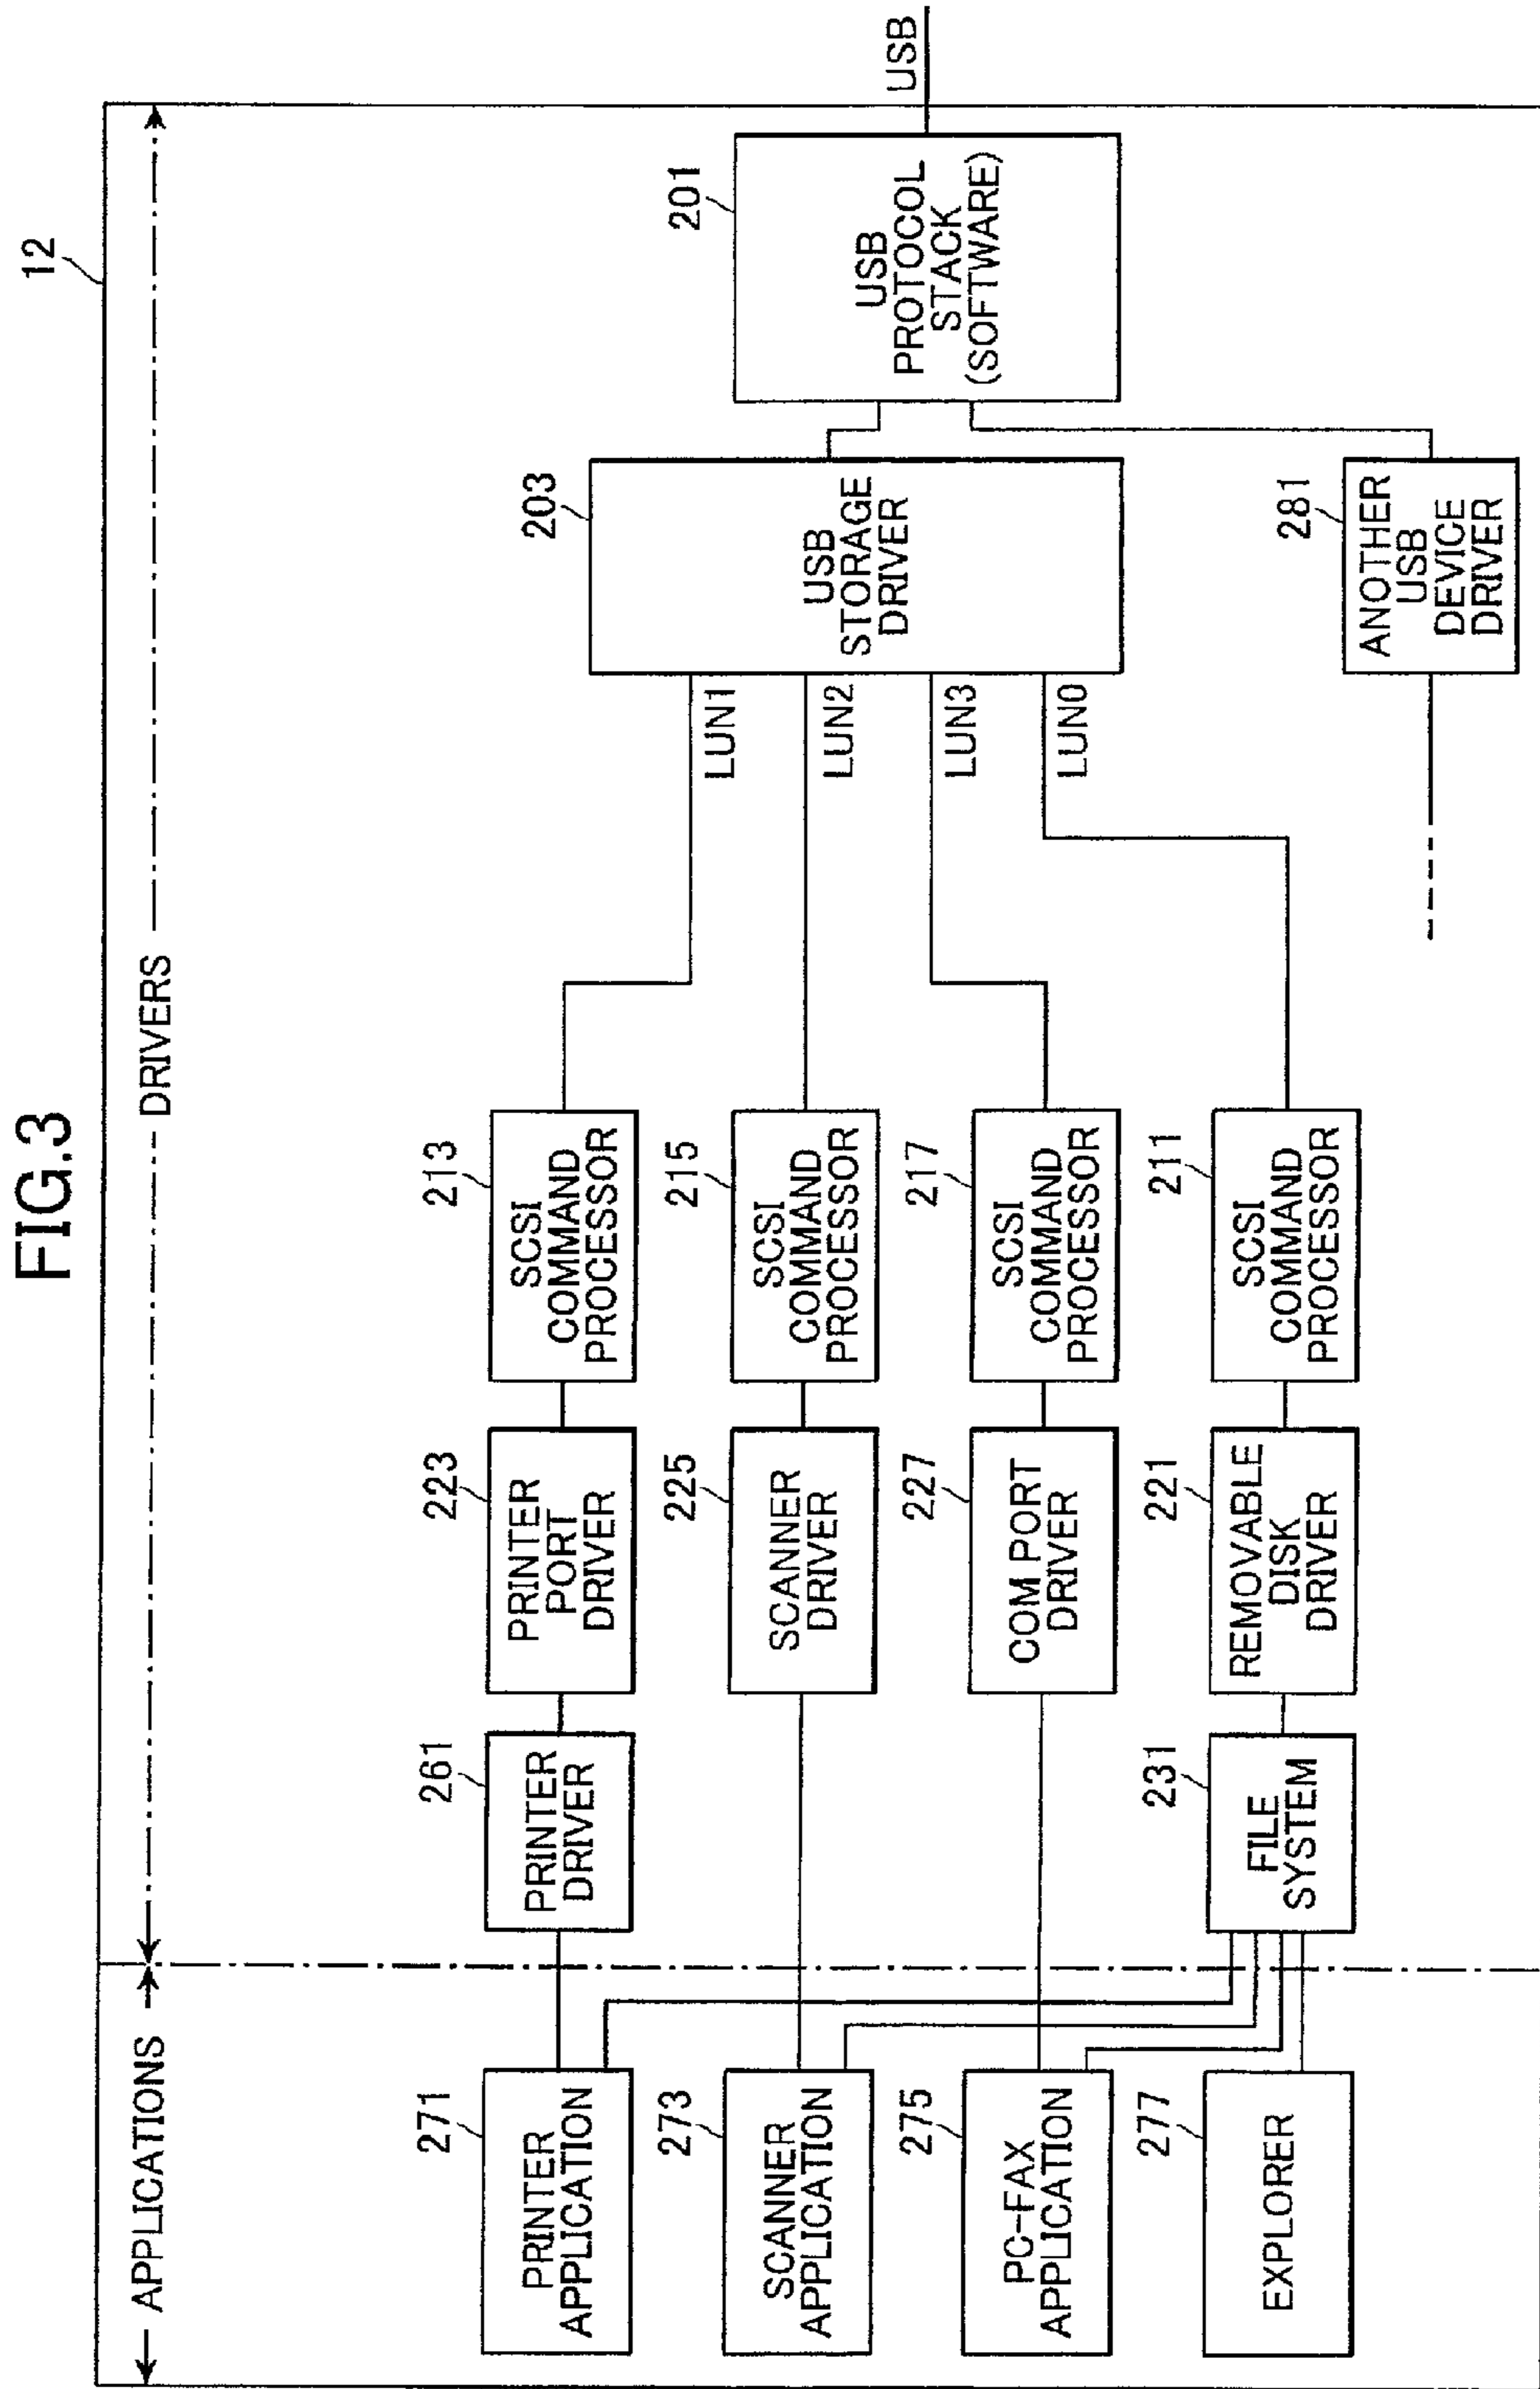 FIG.3
12
APPLICATIONS
DRIVERS
271
PRINTER
APPLICATION
261
PRINTER
DRIVER
223
PRINTER
PORT
DRIVER
213
SCSI
COMMAND
PROCESSOR
LUN1
273
SCANNER
APPLICATION
225
SCANNER
DRIVER
215
SCSI
COMMAND
PROCESSOR
LUN2
275
PC-FAX
APPLICATION
227
COM PORT
DRIVER
217
SCSI
COMMAND
PROCESSOR
LUN3
277
EXPLORER
231
FILE
SYSTEM
221
REMOVABLE
DISK
DRIVER
211
SCSI
COMMAND
PROCESSOR
LUN0
203
USB
STORAGE
DRIVER
201
USB
PROTOCOL
STACK
(SOFTWARE)
USB
281
ANOTHER
USB
DEVICE
DRIVER